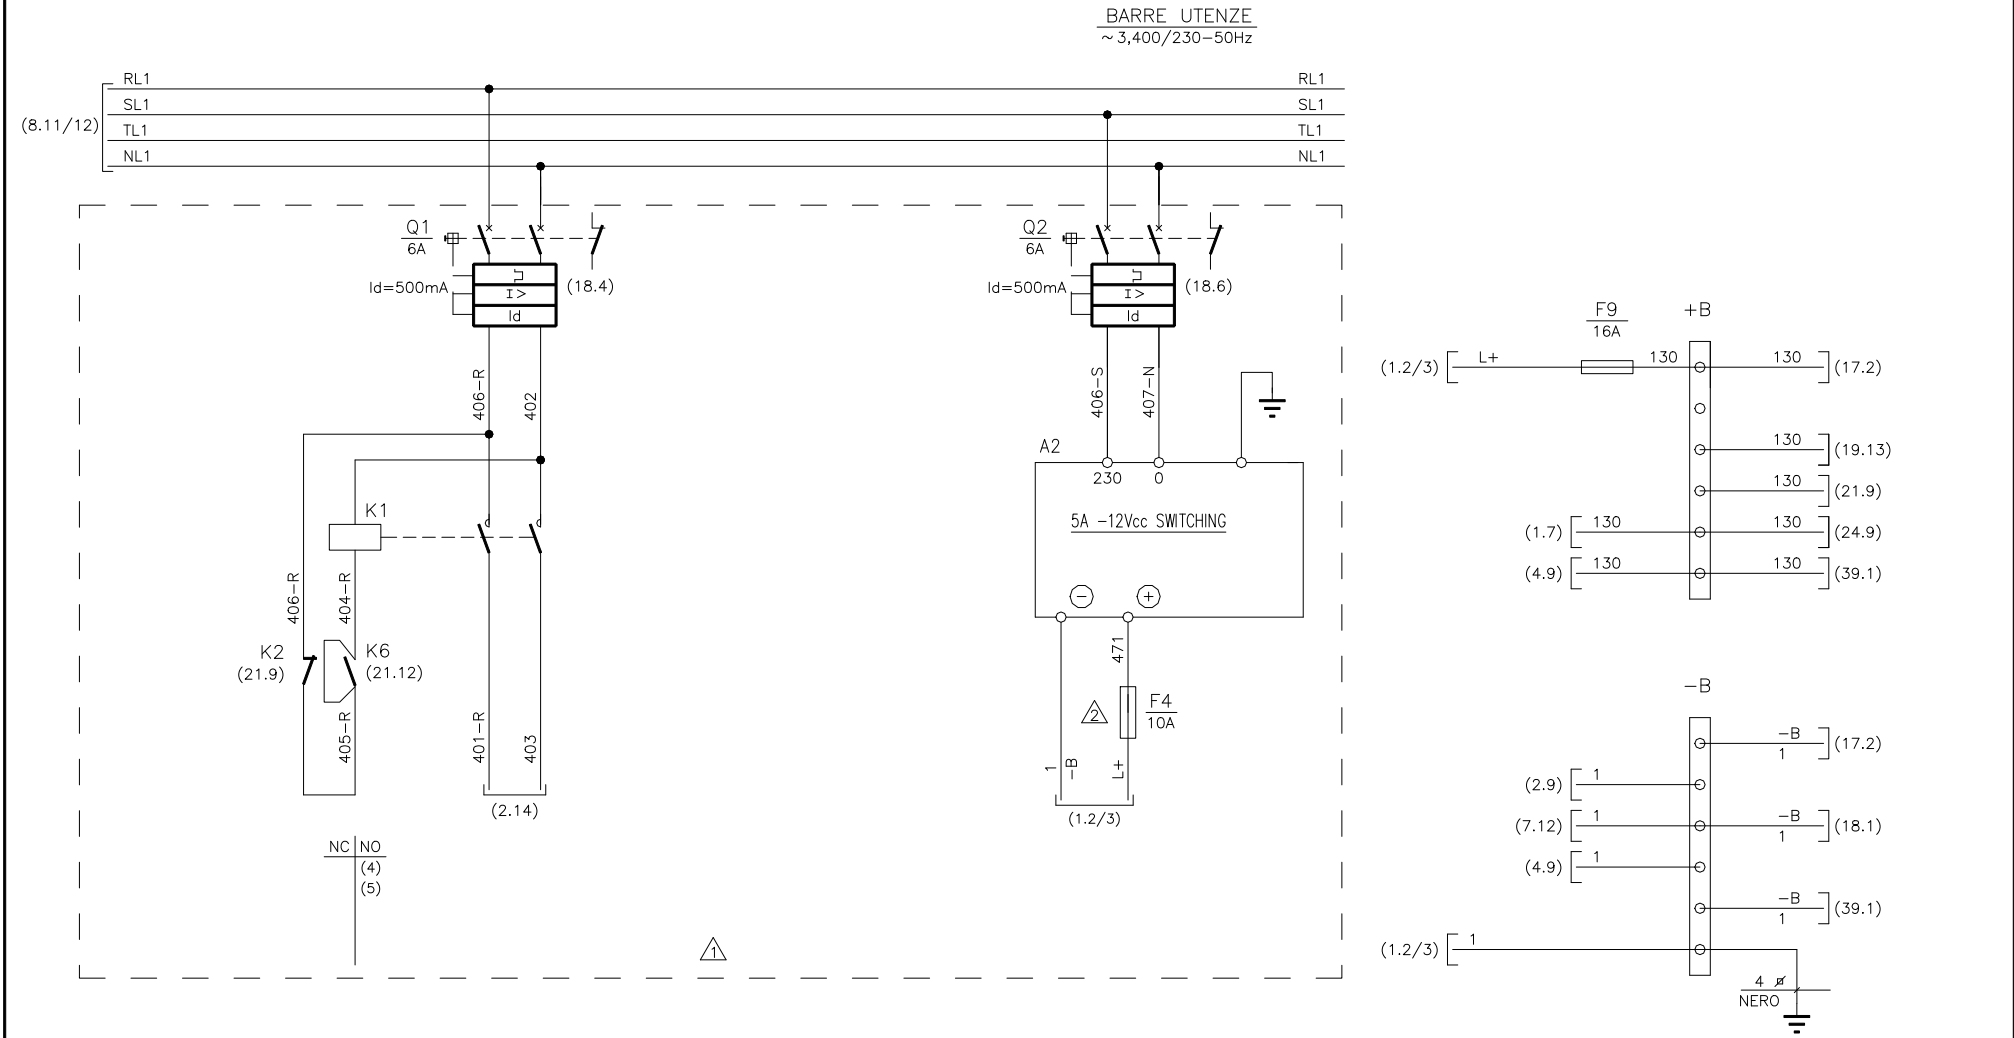 BARRE UTENZE
~3,400/230-50Hz
RL1
RL1
SL1
SL1
(8.11/12)
TL1
TL1
NL1
NL1
Q1
6A
Q2
6A
Id=500mA
I >
Id
(18.4)
Id=500mA
I >
Id
(18.6)
F9
16A
+B
(1.2/3)
L+
130
130
(17.2)
406-R
402
406-S
407-N
130
(19.13)
A2
230
0
130
(21.9)
K1
5A -12Vcc SWITCHING
(1.7)
130
130
(24.9)
(4.9)
130
130
(39.1)
406-R
404-R
-
+
K2
(21.9)
K6
(21.12)
471
-B
405-R
401-R
403
2
F4
10A
1
-B
L+
-B
1
(17.2)
(2.9)
1
(2.14)
(1.2/3)
(7.12)
1
-B
1
(18.1)
NC
NO
(4)
(5)
(4.9)
1
-B
1
(39.1)
1
(1.2/3)
1
4
NERO